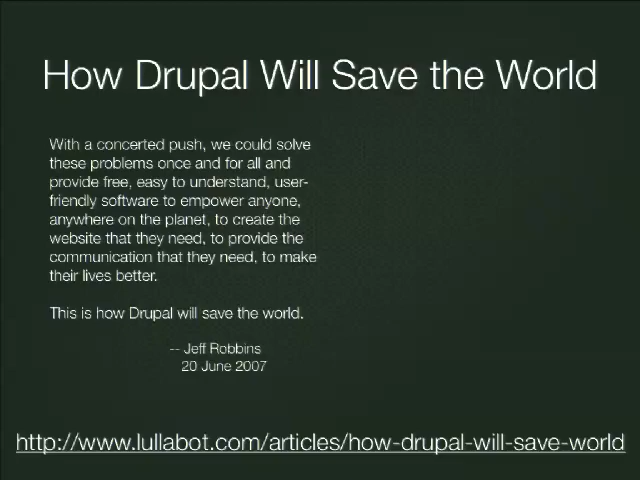 How Drupal Will Save the World
With a concerted push, we could solve
these problems once and for all and
provide free, easy to understand, user-
friendly software to empower anyone,
anywhere on the planet, to create the
website that they need, to provide the
communication that they need, to make
their lives better.
This is how Drupal will save the world.
-- Jeff Robbins
20 June 2007
http://www.lullabot.com/articles/how-drupal-will-save-world